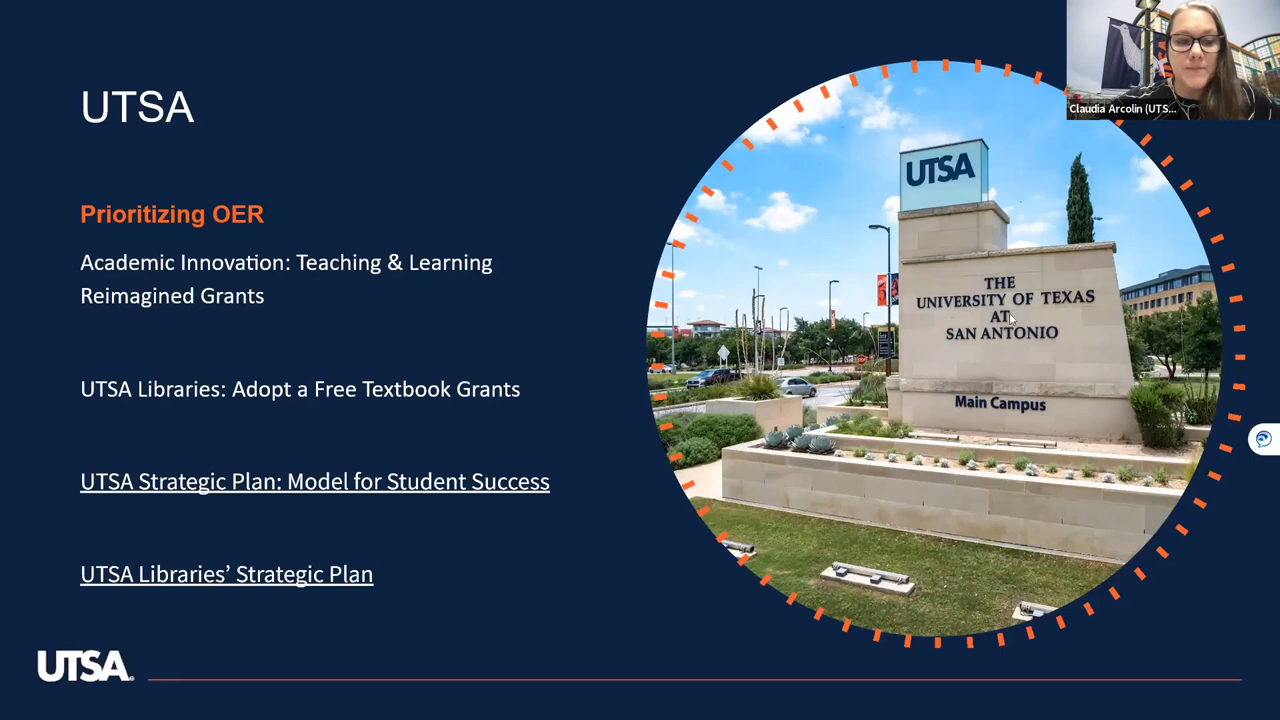 UTSA
Prioritizing OER
Academic Innovation: Teaching & Learning
Reimagined Grants
UTSA Libraries: Adopt a Free Textbook Grants
UTSA Strategic Plan: Model for Student Success
UTSA Libraries’ Strategic Plan
UTSA
Claudia Arcolin (UTS...
UTSA
THE
UNIVERSITY OF TEXAS
AT
SAN ANTONIO
Main Campus